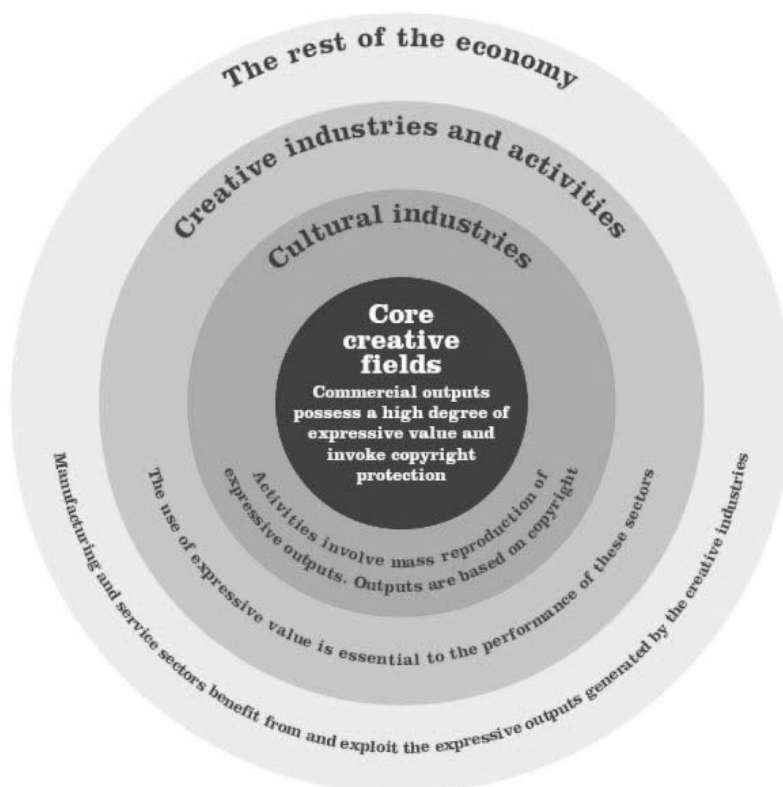 The rest of the economy
Creative industries and activities
Cultural industries
Core
creative
fields
Commercial outputs
possess a high degree of
expressive value and
invoke copyright
protection
Activities involve mass reproduction of
expressive outputs. Outputs are based on copyright
The use of expressive value is essential to the performance of these sectors
Manufacturing and service sectors benefit from and exploit the expressive outputs generated by the creative industries